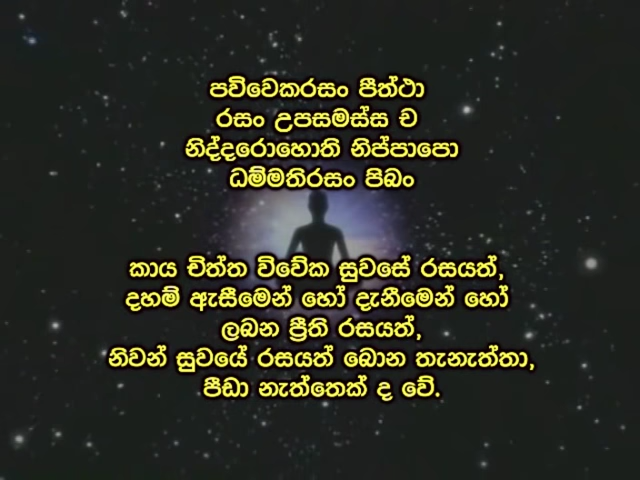 පවිවෙකරසං පීත්ථා
රසං උපසමස්ස ච
නිද්දරොහොති නිප්පාපො
ධම්මතිරසං පිබං
කාය චිත්ත විවේක සුවසේ රසයත්,
දහම් ඇසීමෙන් හෝ දැනීමෙන් හෝ
ලබන ප්‍රීති රසයත්,
නිවන් සුවයේ රසයත් බොන තැනැත්තා,
පීඩා නැත්තෙක් ද වේ.